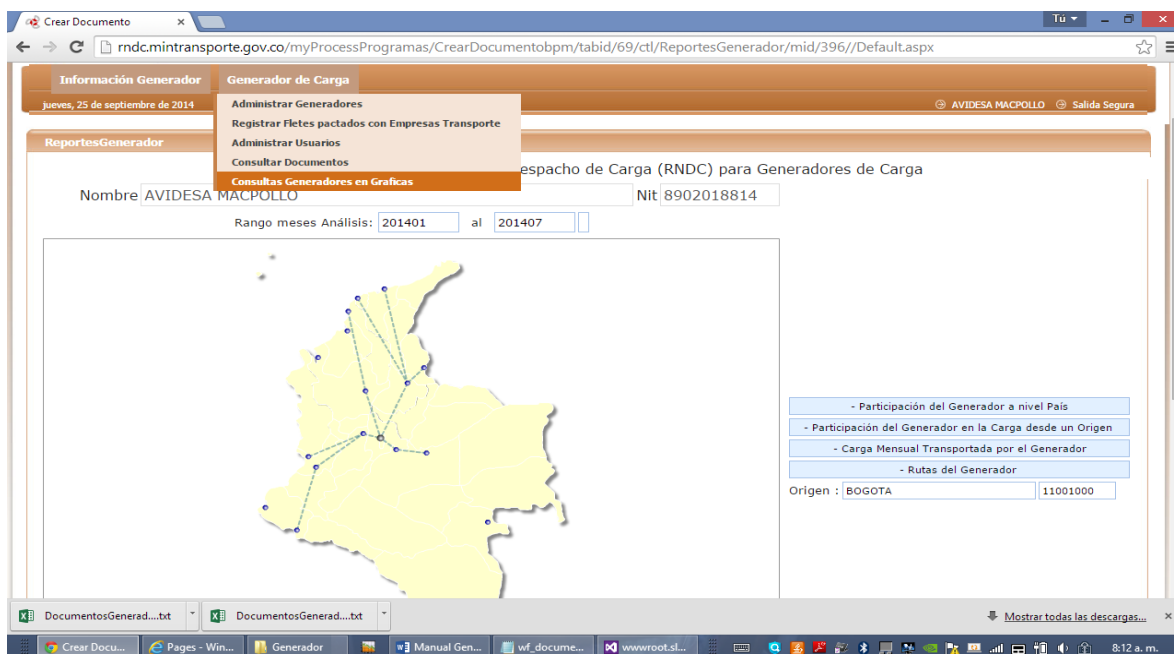 Crear Documento
Tú
rndc.mintransporte.gov.co/myProcessProgramas/CrearDocumentobpm/tabid/69/ctl/ReportesGenerador/mid/396//Default.aspx
Información Generador Generador de Carga
jueves, 25 de septiembre de 2014
AVIDESA MACPOLLO Salida Segura
Administrar Generadores
Registrar Fletes pactados con Empresas Transporte
Administrar Usuarios
Consultar Documentos
Consultas Generadores en Graficas
ReportesGenerador
espacho de Carga (RNDC) para Generadores de Carga
Nombre AVIDESA MACPOLLO Nit 8902018814
Rango meses Análisis: 201401 al 201407
- Participación del Generador a nivel País
- Participación del Generador en la Carga desde un Origen
- Carga Mensual Transportada por el Generador
- Rutas del Generador
Origen : BOGOTA 11001000
DocumentosGenerad....txt DocumentosGenerad....txt Mostrar todas las descargas...
Crear Docu... Pages - Win... Generador Manual Gen... wf_docume... wwwroot.sl... 8:12 a. m.